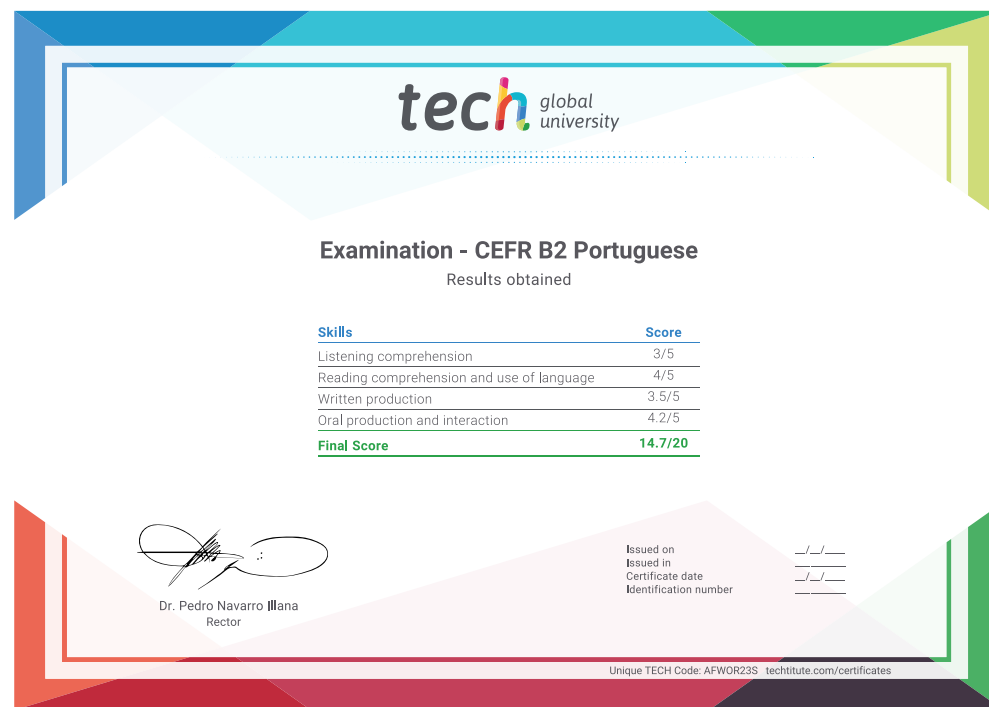 tech global university
Examination - CEFR B2 Portuguese
Results obtained
Skills Score
Listening comprehension 3/5
Reading comprehension and use of language 4/5
Written production 3.5/5
Oral production and interaction 4.2/5
Final Score 14.7/20
Issued on __/__/____
Issued in _________
Certificate date __/__/____
Identification number _________
Dr. Pedro Navarro Illana
Rector
Unique TECH Code: AFWOR23S techtitute.com/certificates